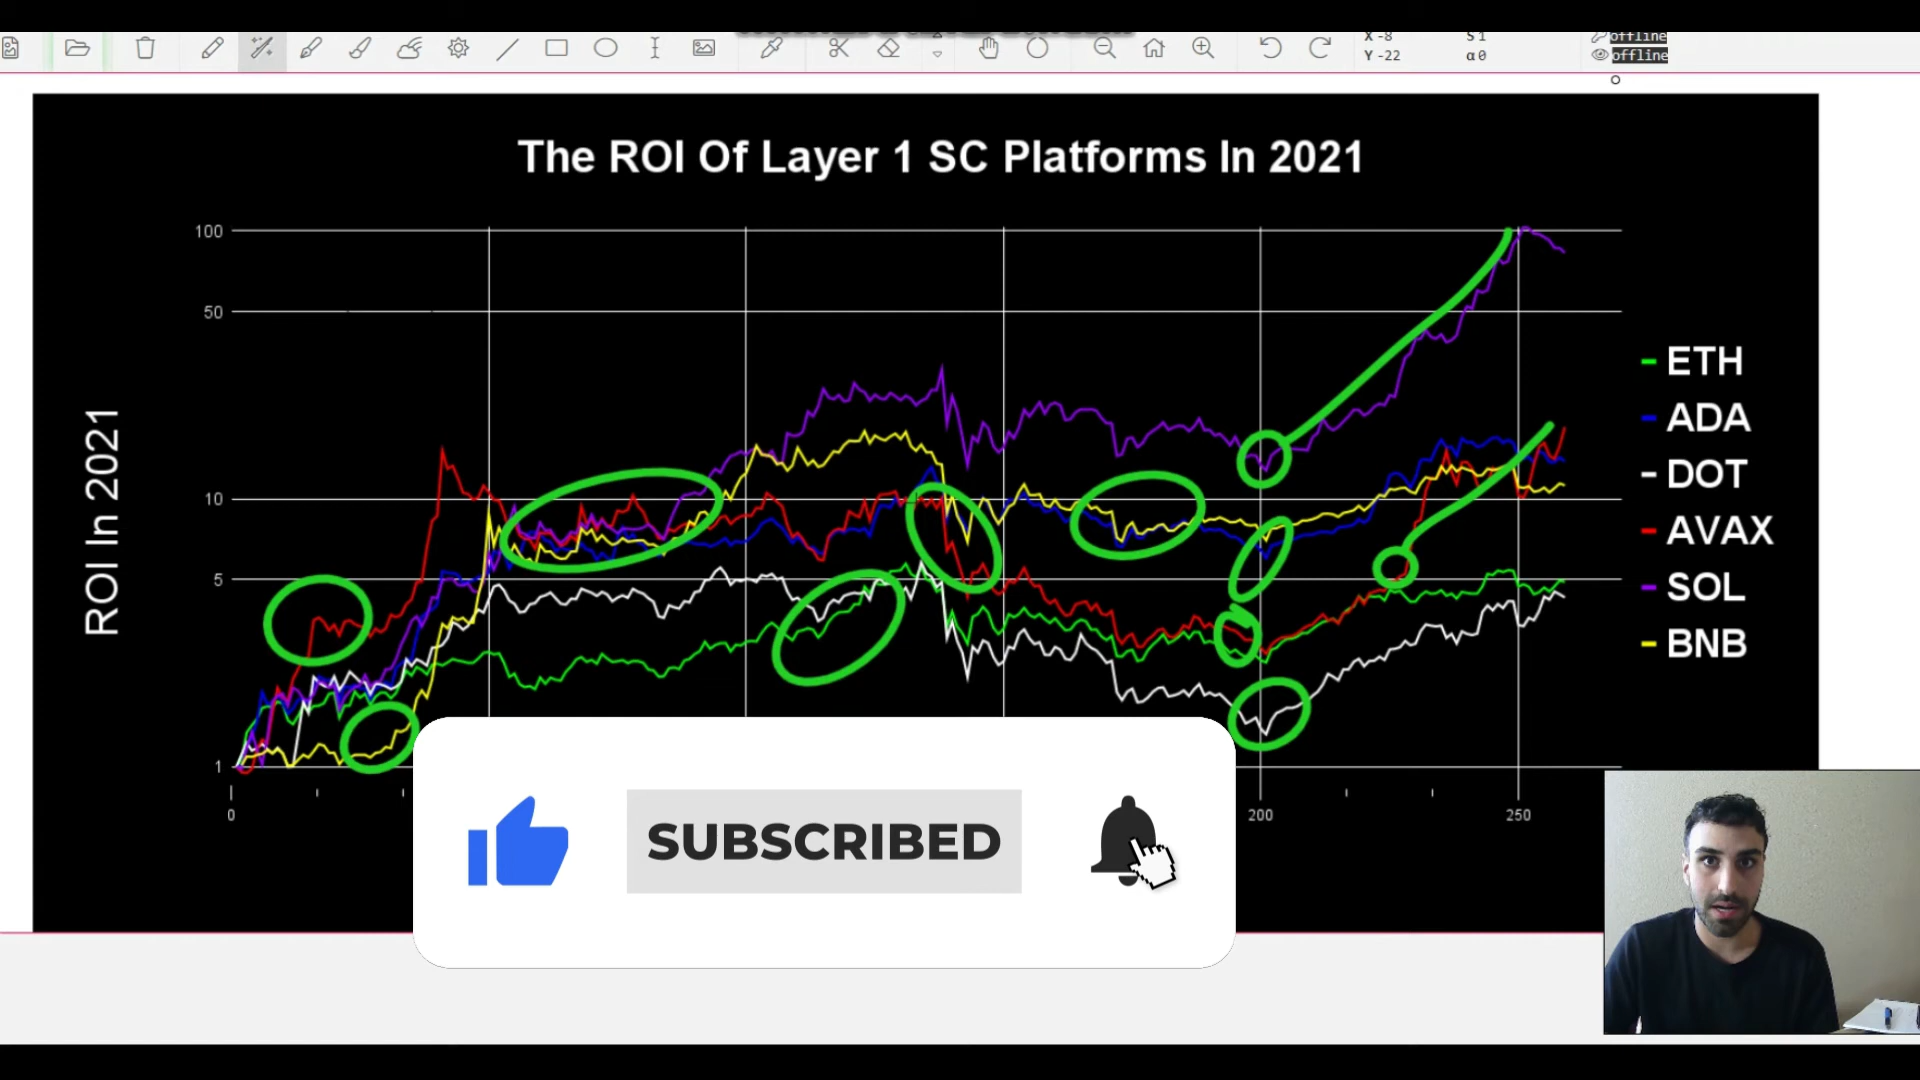 X -8 S 1 offline
Y -22 α 0 offline
The ROI Of Layer 1 SC Platforms In 2021
ROI In 2021
100
50
10
5
1
0
200
250
ETH
ADA
DOT
AVAX
SOL
BNB
SUBSCRIBED